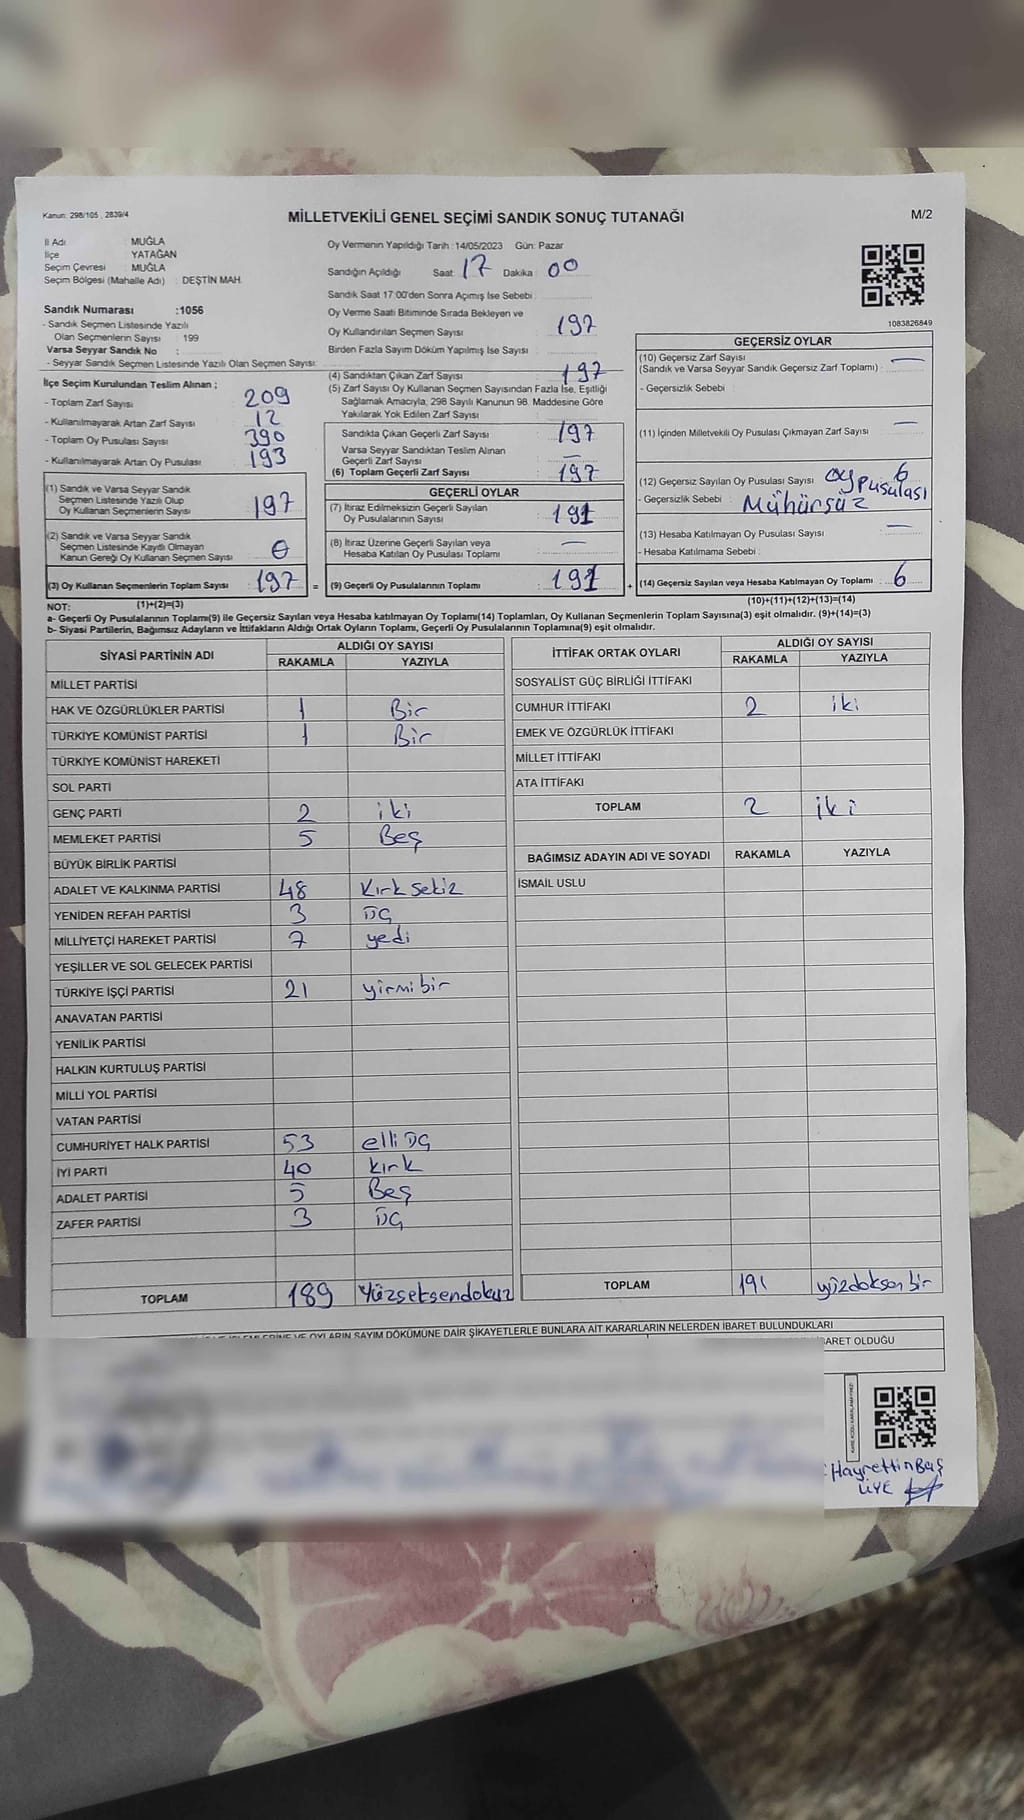 Kanun: 298/105 , 2839/4
MİLLETVEKİLİ GENEL SEÇİMİ SANDIK SONUÇ TUTANAĞI
M/2
İl Adı : MUĞLA
İlçe : YATAĞAN
Seçim Çevresi : MUĞLA
Seçim Bölgesi (Mahalle Adı) : DEŞTİN MAH.
Oy Vermenin Yapıldığı Tarih :14/05/2023 Gün: Pazar
Sandığın Açıldığı Saat: 17 Dakika : 00
Sandık Saat 17:00'den Sonra Açımış İse Sebebi :
Oy Verme Saati Bitiminde Sırada Bekleyen ve
Oy Kullandırılan Seçmen Sayısı : 197
Birden Fazla Sayım Döküm Yapılmış İse Sayısı :
1083826849
Sandık Numarası :1056
- Sandık Seçmen Listesinde Yazılı
Olan Seçmenlerin Sayısı : 199
Varsa Seyyar Sandık No :
- Seyyar Sandık Seçmen Listesinde Yazılı Olan Seçmen Sayısı:
İlçe Seçim Kurulundan Teslim Alınan ;
- Toplam Zarf Sayısı : 209
- Kullanılmayarak Artan Zarf Sayısı : 12
- Toplam Oy Pusulası Sayısı : 390
- Kullanılmayarak Artan Oy Pusulası : 193
(4) Sandıktan Çıkan Zarf Sayısı : 197
(5) Zarf Sayısı Oy Kullanan Seçmen Sayısından Fazla İse, Eşitliği
Sağlamak Amacıyla, 298 Sayılı Kanunun 98. Maddesine Göre
Yakılarak Yok Edilen Zarf Sayısı :
Sandıkta Çıkan Geçerli Zarf Sayısı : 197
Varsa Seyyar Sandıktan Teslim Alınan
Geçerli Zarf Sayısı : —
(6) Toplam Geçerli Zarf Sayısı : 197
GEÇERSİZ OYLAR
(10) Geçersiz Zarf Sayısı —
(Sandık ve Varsa Seyyar Sandık Geçersiz Zarf Toplamı) :
- Geçersizlik Sebebi :
(11) İçinden Milletvekili Oy Pusulası Çıkmayan Zarf Sayısı : —
(12) Geçersiz Sayılan Oy Pusulası Sayısı : 6
- Geçersizlik Sebebi : oy pusulası
Mühürsüz
(13) Hesaba Katılmayan Oy Pusulası Sayısı : —
- Hesaba Katılmama Sebebi :
(14) Geçersiz Sayılan veya Hesaba Katılmayan Oy Toplamı : 6
(10)+(11)+(12)+(13)=(14)
(1) Sandık ve Varsa Seyyar Sandık
Seçmen Listesinde Yazılı Olup
Oy Kullanan Seçmenlerin Sayısı : 197
(2) Sandık ve Varsa Seyyar Sandık
Seçmen Listesinde Kayıtlı Olmayan
Kanun Gereği Oy Kullanan Seçmen Sayısı : 0
(3) Oy Kullanan Seçmenlerin Toplam Sayısı : 197 =
(1)+(2)=(3)
GEÇERLİ OYLAR
(7) İtiraz Edilmeksizin Geçerli Sayılan
Oy Pusulalarının Sayısı : 191
(8) İtiraz Üzerine Geçerli Sayılan veya
Hesaba Katılan Oy Pusulası Toplamı : —
(9) Geçerli Oy Pusulalarının Toplamı : 191 +
NOT:
a- Geçerli Oy Pusulalarının Toplamı(9) ile Geçersiz Sayılan veya Hesaba katılmayan Oy Toplamı(14) Toplamları, Oy Kullanan Seçmenlerin Toplam Sayısına(3) eşit olmalıdır. (9)+(14)=(3)
b- Siyasi Partilerin, Bağımsız Adayların ve İttifakların Aldığı Ortak Oyların Toplamı, Geçerli Oy Pusulalarının Toplamına(9) eşit olmalıdır.
SİYASİ PARTİNİN ADI ALDIĞI OY SAYISI
RAKAMLA YAZIYLA
MİLLET PARTİSİ
HAK VE ÖZGÜRLÜKLER PARTİSİ 1 Bir
TÜRKİYE KOMÜNİST PARTİSİ 1 Bir
TÜRKİYE KOMÜNİST HAREKETİ
SOL PARTİ
GENÇ PARTİ 2 iki
MEMLEKET PARTİSİ 5 Beş
BÜYÜK BİRLİK PARTİSİ
ADALET VE KALKINMA PARTİSİ 48 Kırk sekiz
YENİDEN REFAH PARTİSİ 3 üç
MİLLİYETÇİ HAREKET PARTİSİ 7 yedi
YEŞİLLER VE SOL GELECEK PARTİSİ
TÜRKİYE İŞÇİ PARTİSİ 21 yirmi bir
ANAVATAN PARTİSİ
YENİLİK PARTİSİ
HALKIN KURTULUŞ PARTİSİ
MİLLİ YOL PARTİSİ
VATAN PARTİSİ
CUMHURİYET HALK PARTİSİ 53 elli üç
İYİ PARTİ 40 kırk
ADALET PARTİSİ 5 Beş
ZAFER PARTİSİ 3 üç
TOPLAM 189 Yüzseksendokuz
İTTİFAK ORTAK OYLARI ALDIĞI OY SAYISI
RAKAMLA YAZIYLA
SOSYALİST GÜÇ BİRLİĞİ İTTİFAKI
CUMHUR İTTİFAKI 2 iki
EMEK VE ÖZGÜRLÜK İTTİFAKI
MİLLET İTTİFAKI
ATA İTTİFAKI
TOPLAM 2 iki
BAĞIMSIZ ADAYIN ADI VE SOYADI RAKAMLA YAZIYLA
İSMAİL USLU
TOPLAM 191 yüzdoksan bir
VE OYLARIN SAYIM DÖKÜMÜNE DAİR ŞİKAYETLERLE BUNLARA AİT KARARLARIN NELERDEN İBARET BULUNDUKLARI
BARET OLDUĞU
Hayrettin Baş
ÜYE